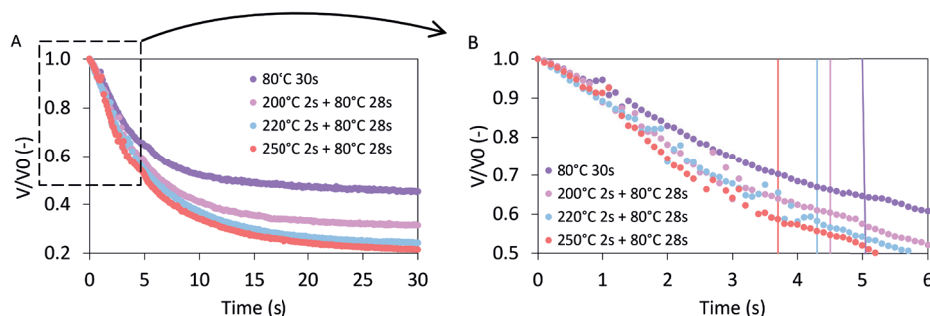 A
1.0
0.8
0.6
0.4
0.2
V/V0 (-)
80°C 30s
200°C 2s + 80°C 28s
220°C 2s + 80°C 28s
250°C 2s + 80°C 28s
0 5 10 15 20 25 30
Time (s)
B
1.0
0.9
0.8
0.7
0.6
0.5
V/V0 (-)
80°C 30s
200°C 2s + 80°C 28s
220°C 2s + 80°C 28s
250°C 2s + 80°C 28s
0 1 2 3 4 5 6
Time (s)